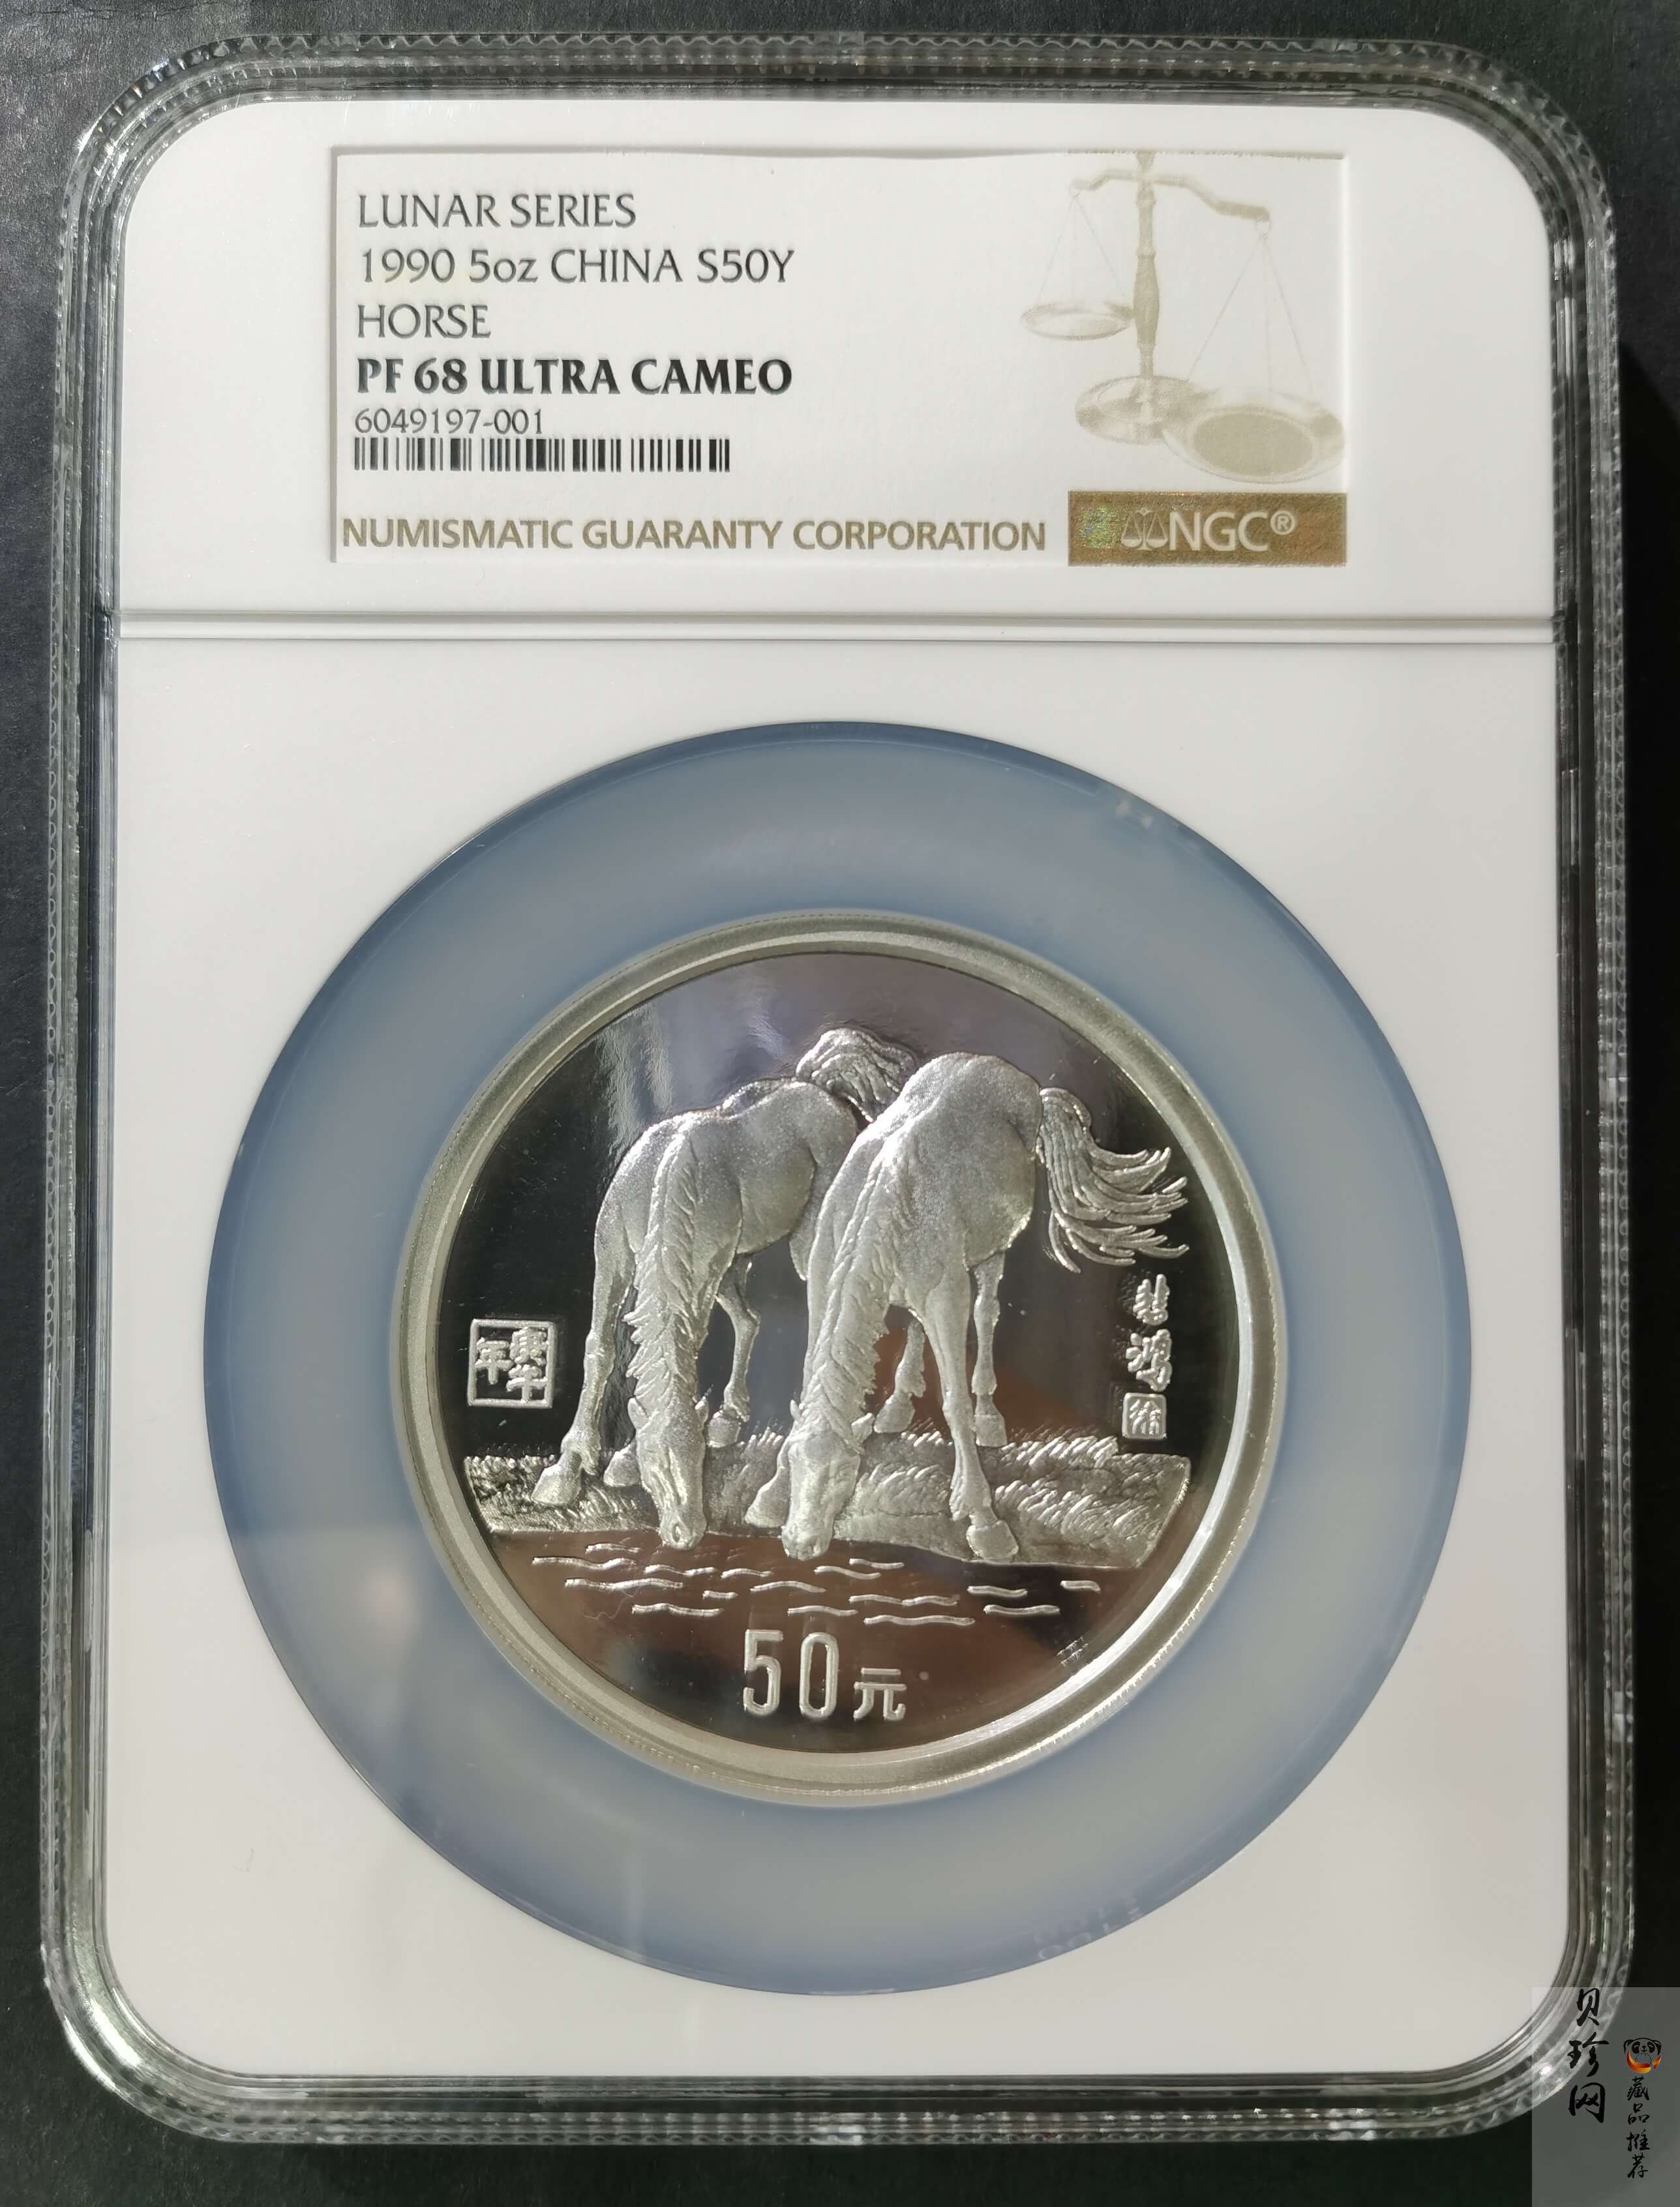 LUNAR SERIES
1990 5oz CHINA S50Y
HORSE
PF 68 ULTRA CAMEO
6049197-001
NUMISMATIC GUARANTY CORPORATION
NGC®
庚午
年
悲鸿
徐
50元
贝珍网
藏品推荐